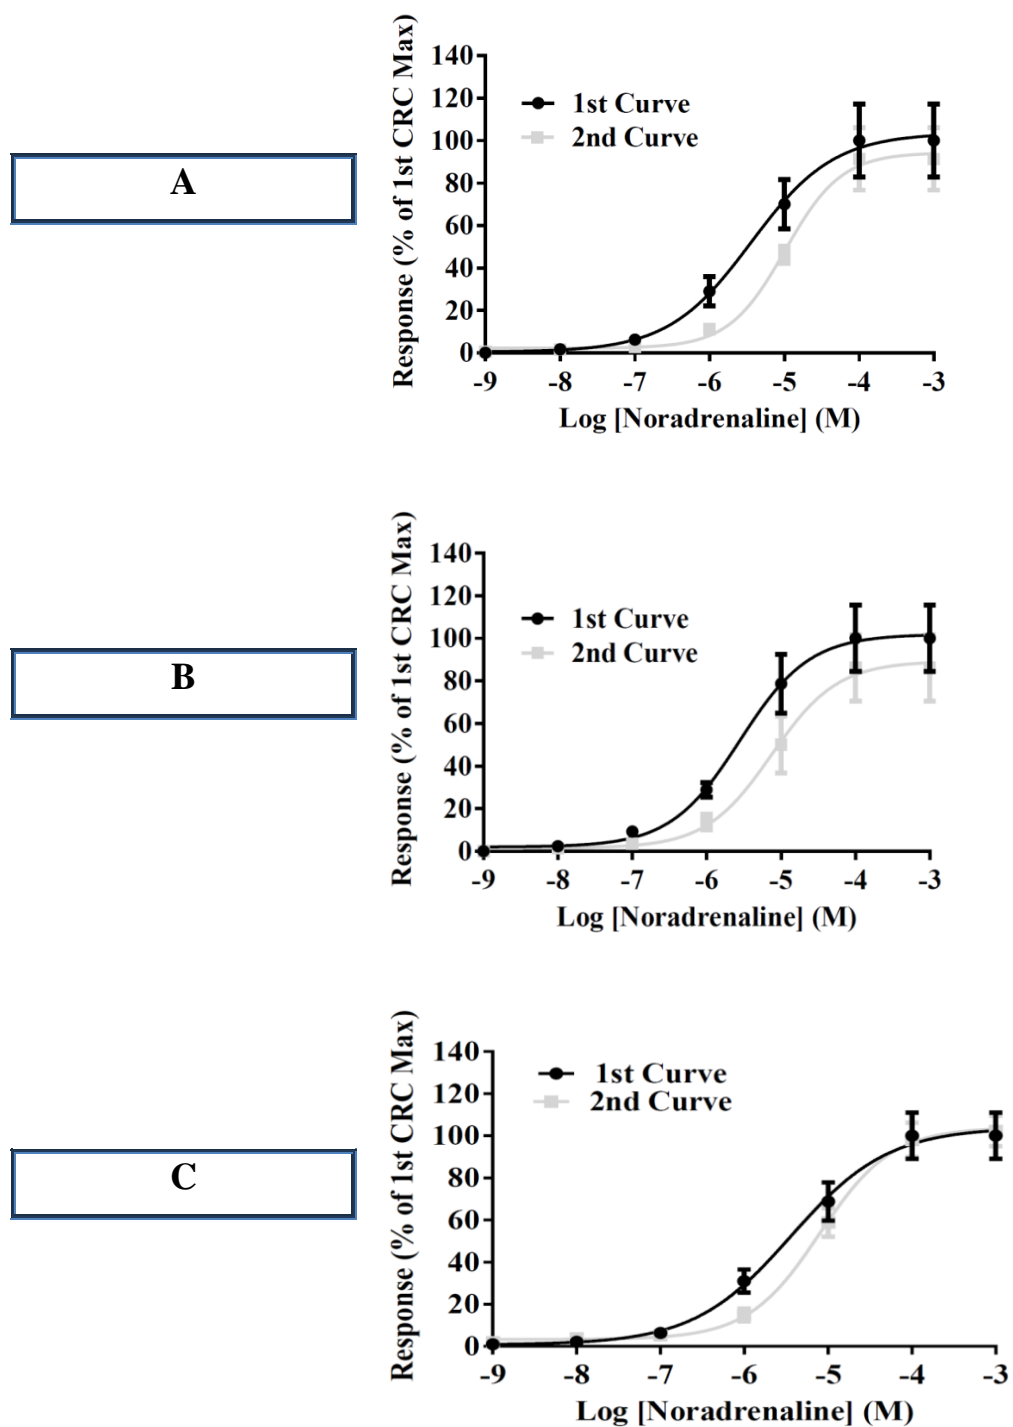 A
Response (% of 1st CRC Max)
140
120
100
80
60
40
20
0
1st Curve
2nd Curve
-9 -8 -7 -6 -5 -4 -3
Log [Noradrenaline] (M)
B
Response (% of 1st CRC Max)
140
120
100
80
60
40
20
0
1st Curve
2nd Curve
-9 -8 -7 -6 -5 -4 -3
Log [Noradrenaline] (M)
C
Response (% of 1st CRC Max)
140
120
100
80
60
40
20
0
1st Curve
2nd Curve
-9 -8 -7 -6 -5 -4 -3
Log [Noradrenaline] (M)